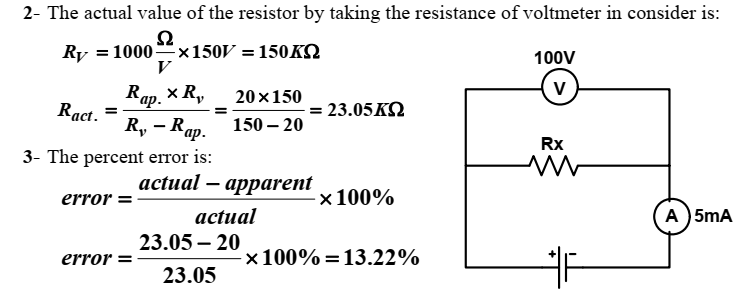 2- The actual value of the resistor by taking the resistance of voltmeter in consider is:
R_V = 1000 Ω/V × 150V = 150KΩ
R_act. = (R_ap. × R_v)/(R_v − R_ap.) = (20 × 150)/(150 − 20) = 23.05KΩ
3- The percent error is:
error = (actual − apparent)/actual × 100%
error = (23.05 − 20)/23.05 × 100% = 13.22%
100V
V
Rx
A 5mA
+ −